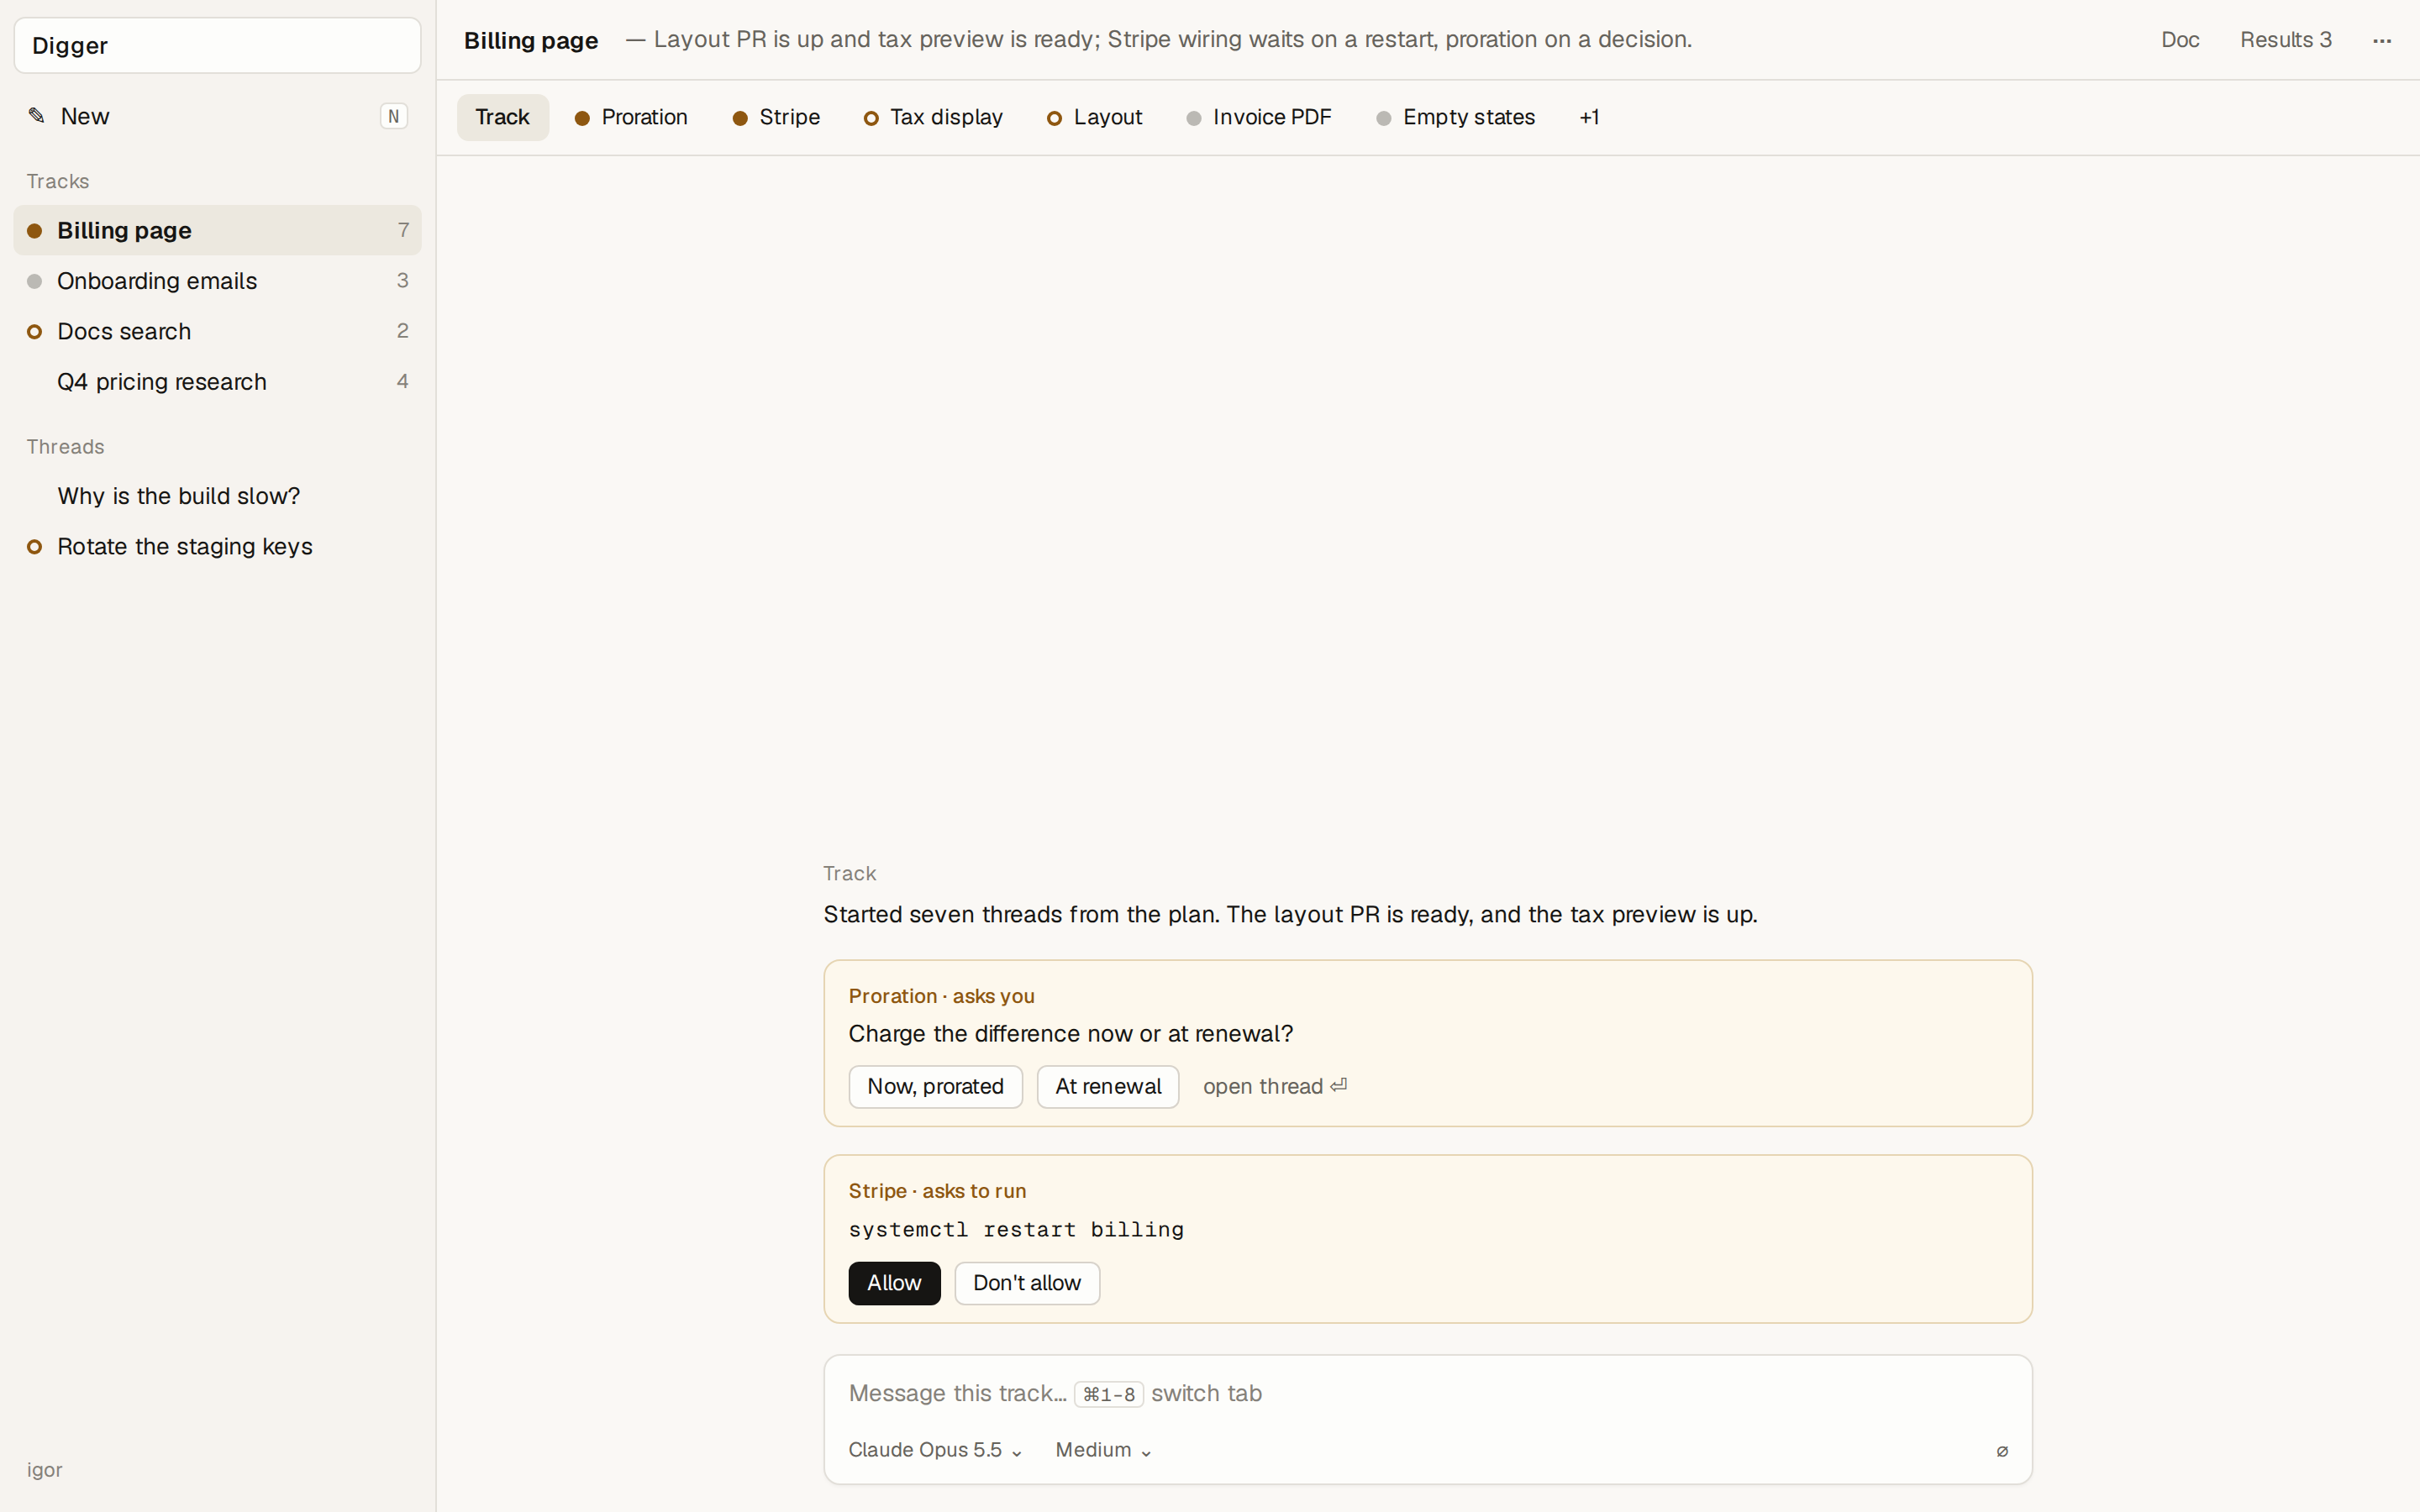 Digger
✎ New N
Tracks
Billing page 7
Onboarding emails 3
Docs search 2
Q4 pricing research 4
Threads
Why is the build slow?
Rotate the staging keys
igor
Billing page — Layout PR is up and tax preview is ready; Stripe wiring waits on a restart, proration on a decision. Doc Results 3 ···
Track Proration Stripe Tax display Layout Invoice PDF Empty states +1
Track
Started seven threads from the plan. The layout PR is ready, and the tax preview is up.
Proration · asks you
Charge the difference now or at renewal?
Now, prorated At renewal open thread ⏎
Stripe · asks to run
systemctl restart billing
Allow Don't allow
Message this track… ⌘1–8 switch tab
Claude Opus 5.5 ⌄ Medium ⌄ ⌀